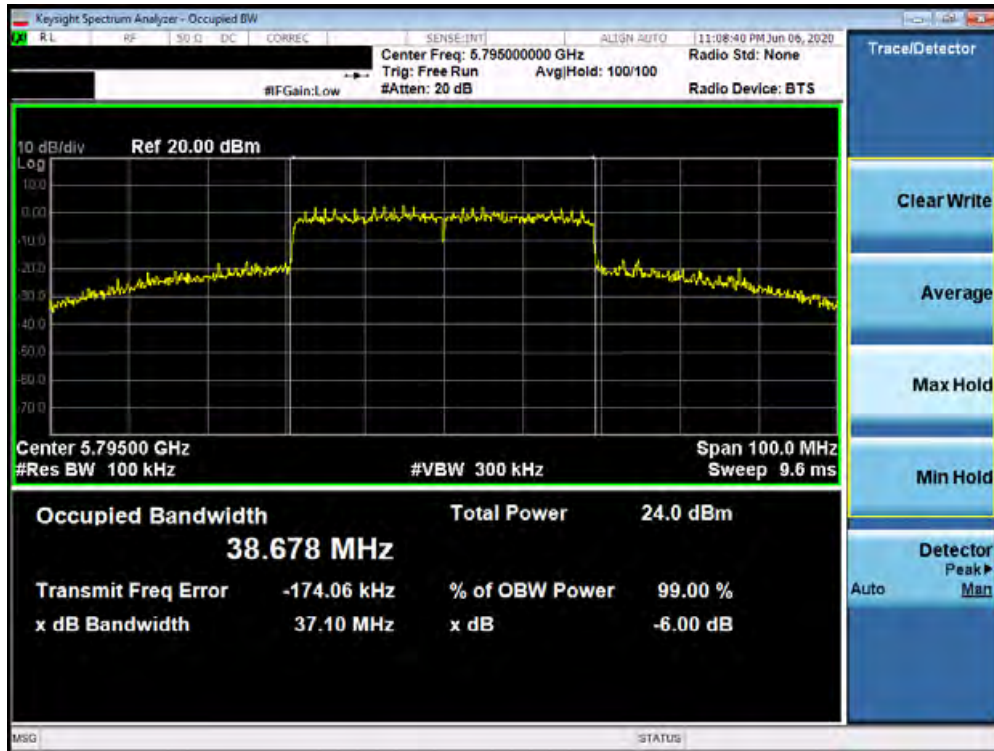 Keysight Spectrum Analyzer - Occupied BW
RL RF 50 Ω DC CORREC SENSE:INT ALIGN AUTO 11:08:40 PM Jun 06, 2020
Center Freq: 5.795000000 GHz Radio Std: None
Trig: Free Run Avg|Hold: 100/100
#IFGain:Low #Atten: 20 dB Radio Device: BTS
10 dB/div Ref 20.00 dBm
Log
10.0
0.00
-10.0
-20.0
-30.0
-40.0
-50.0
-60.0
-70.0
Center 5.79500 GHz Span 100.0 MHz
#Res BW 100 kHz #VBW 300 kHz Sweep 9.6 ms
Occupied Bandwidth Total Power 24.0 dBm
38.678 MHz
Transmit Freq Error -174.06 kHz % of OBW Power 99.00 %
x dB Bandwidth 37.10 MHz x dB -6.00 dB
MSG STATUS
Trace/Detector
Clear Write
Average
Max Hold
Min Hold
Detector
Peak▶
Auto Man